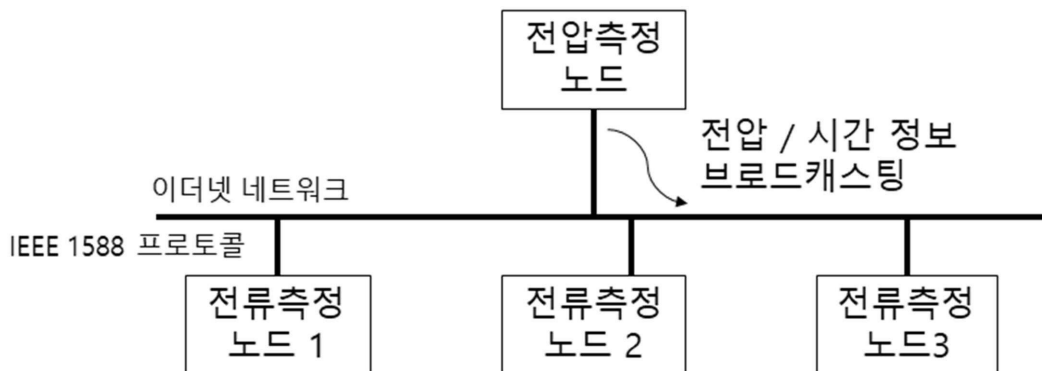 전압측정
노드
전압 / 시간 정보
브로드캐스팅
이더넷 네트워크
IEEE 1588 프로토콜
전류측정
노드 1
전류측정
노드 2
전류측정
노드3